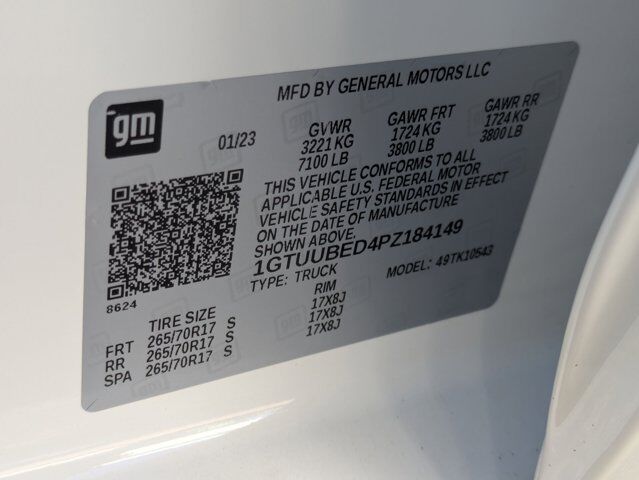 MFD BY GENERAL MOTORS LLC
gm
01/23 GVWR GAWR FRT GAWR RR
3221 KG 1724 KG 1724 KG
7100 LB 3800 LB 3800 LB
THIS VEHICLE CONFORMS TO ALL
APPLICABLE U.S. FEDERAL MOTOR
VEHICLE SAFETY STANDARDS IN EFFECT
ON THE DATE OF MANUFACTURE
SHOWN ABOVE.
1GTUUBED4PZ184149
TYPE: TRUCK MODEL: 49TK10543
8624
TIRE SIZE RIM
FRT 265/70R17 S 17X8J
RR 265/70R17 S 17X8J
SPA 265/70R17 S 17X8J